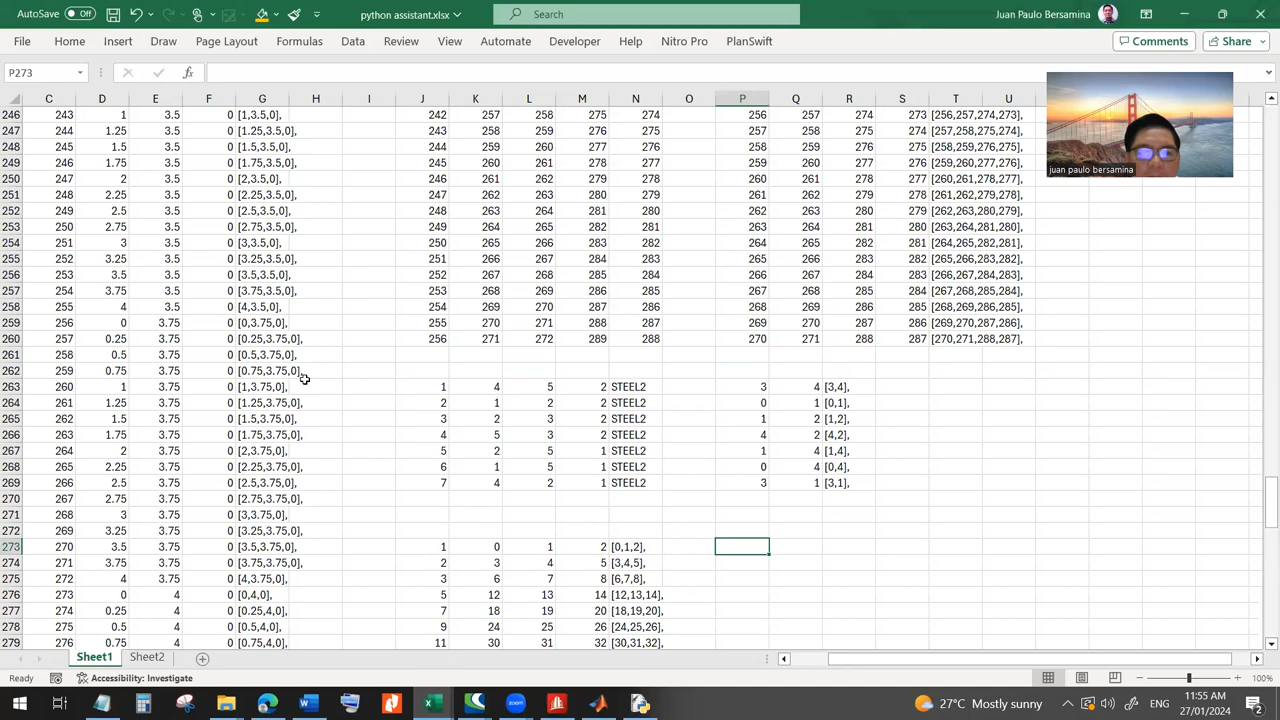 AutoSave Off python assistant.xlsx Search Juan Paulo Bersamina
File Home Insert Draw Page Layout Formulas Data Review View Automate Developer Help Nitro Pro PlanSwift Comments Share
P273 fx
C D E F G H I J K L M N O P Q R S T U
246 243 1 3.5 0 [1,3.5,0], 242 257 258 275 274 256 257 274 273 [256,257,274,273],
247 244 1.25 3.5 0 [1.25,3.5,0], 243 258 259 276 275 257 258 275 274 [257,258,275,274],
248 245 1.5 3.5 0 [1.5,3.5,0], 244 259 260 277 276 258 259 276 275 [258,259,276,275],
249 246 1.75 3.5 0 [1.75,3.5,0], 245 260 261 278 277 259 260 277 276 [259,260,277,276],
250 247 2 3.5 0 [2,3.5,0], 246 261 262 279 278 260 261 278 277 [260,261,278,277],
251 248 2.25 3.5 0 [2.25,3.5,0], 247 262 263 280 279 261 262 279 278 [261,262,279,278],
252 249 2.5 3.5 0 [2.5,3.5,0], 248 263 264 281 280 262 263 280 279 [262,263,280,279],
253 250 2.75 3.5 0 [2.75,3.5,0], 249 264 265 282 281 263 264 281 280 [263,264,281,280],
254 251 3 3.5 0 [3,3.5,0], 250 265 266 283 282 264 265 282 281 [264,265,282,281],
255 252 3.25 3.5 0 [3.25,3.5,0], 251 266 267 284 283 265 266 283 282 [265,266,283,282],
256 253 3.5 3.5 0 [3.5,3.5,0], 252 267 268 285 284 266 267 284 283 [266,267,284,283],
257 254 3.75 3.5 0 [3.75,3.5,0], 253 268 269 286 285 267 268 285 284 [267,268,285,284],
258 255 4 3.5 0 [4,3.5,0], 254 269 270 287 286 268 269 286 285 [268,269,286,285],
259 256 0 3.75 0 [0,3.75,0], 255 270 271 288 287 269 270 287 286 [269,270,287,286],
260 257 0.25 3.75 0 [0.25,3.75,0], 256 271 272 289 288 270 271 288 287 [270,271,288,287],
261 258 0.5 3.75 0 [0.5,3.75,0],
262 259 0.75 3.75 0 [0.75,3.75,0],
263 260 1 3.75 0 [1,3.75,0], 1 4 5 2 STEEL2 3 4 [3,4],
264 261 1.25 3.75 0 [1.25,3.75,0], 2 1 2 2 STEEL2 0 1 [0,1],
265 262 1.5 3.75 0 [1.5,3.75,0], 3 2 3 2 STEEL2 1 2 [1,2],
266 263 1.75 3.75 0 [1.75,3.75,0], 4 5 3 2 STEEL2 4 2 [4,2],
267 264 2 3.75 0 [2,3.75,0], 5 2 5 1 STEEL2 1 4 [1,4],
268 265 2.25 3.75 0 [2.25,3.75,0], 6 1 5 1 STEEL2 0 4 [0,4],
269 266 2.5 3.75 0 [2.5,3.75,0], 7 4 2 1 STEEL2 3 1 [3,1],
270 267 2.75 3.75 0 [2.75,3.75,0],
271 268 3 3.75 0 [3,3.75,0],
272 269 3.25 3.75 0 [3.25,3.75,0],
273 270 3.5 3.75 0 [3.5,3.75,0], 1 0 1 2 [0,1,2],
274 271 3.75 3.75 0 [3.75,3.75,0], 2 3 4 5 [3,4,5],
275 272 4 3.75 0 [4,3.75,0], 3 6 7 8 [6,7,8],
276 273 0 4 0 [0,4,0], 5 12 13 14 [12,13,14],
277 274 0.25 4 0 [0.25,4,0], 7 18 19 20 [18,19,20],
278 275 0.5 4 0 [0.5,4,0], 9 24 25 26 [24,25,26],
279 276 0.75 4 0 [0.75,4,0], 11 30 31 32 [30,31,32],
juan paulo bersamina
Sheet1 Sheet2
Ready Accessibility: Investigate 100%
27°C Mostly sunny ENG 11:55 AM
27/01/2024 2